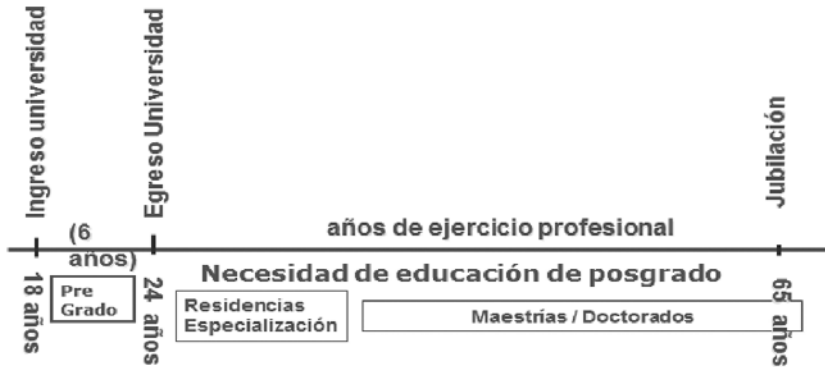 Ingreso universidad
Egreso Universidad
Jubilación
(6
años)
años de ejercicio profesional
18 años
Pre
Grado
24 años
Necesidad de educación de posgrado
Residencias
Especialización
Maestrías / Doctorados
65 años